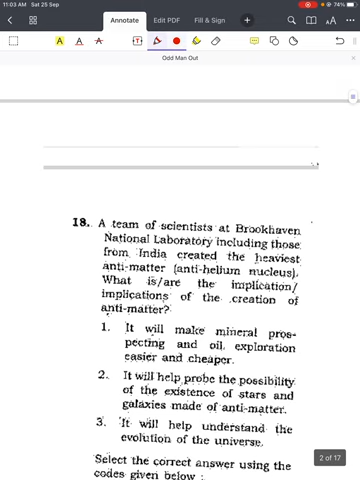 11:03 AM Sat 25 Sep
74%
Annotate Edit PDF Fill & Sign
Odd Man Out
18. A team of scientists at Brookhaven
National Laboratory including those
from India created the heaviest
anti-matter (anti-helium nucleus).
What is/are the implication/
implications of the creation of
anti-matter?
1. It will make mineral pros-
pecting and oil exploration
easier and cheaper.
2. It will help probe the possibility
of the existence of stars and
galaxies made of anti-matter.
3. It will help understand the
evolution of the universe.
2 of 17
Select the correct answer using the
codes given below :